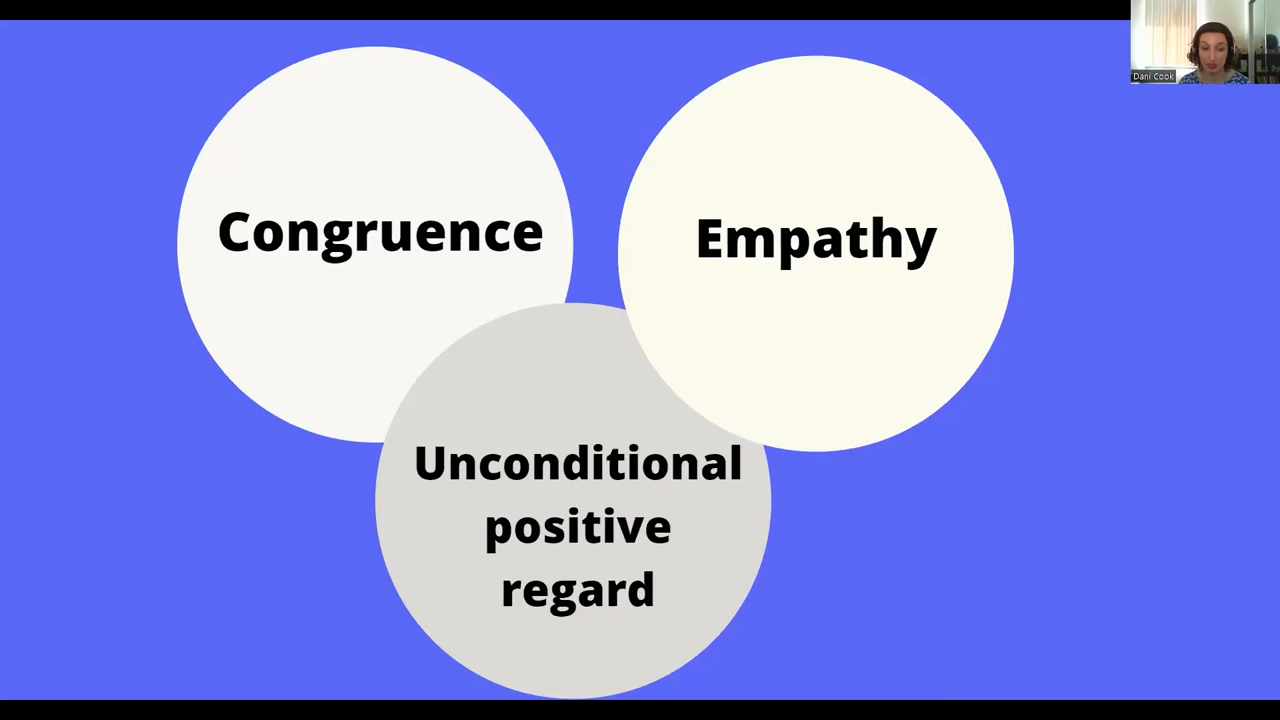 Dani Cook
Congruence
Empathy
Unconditional
positive
regard